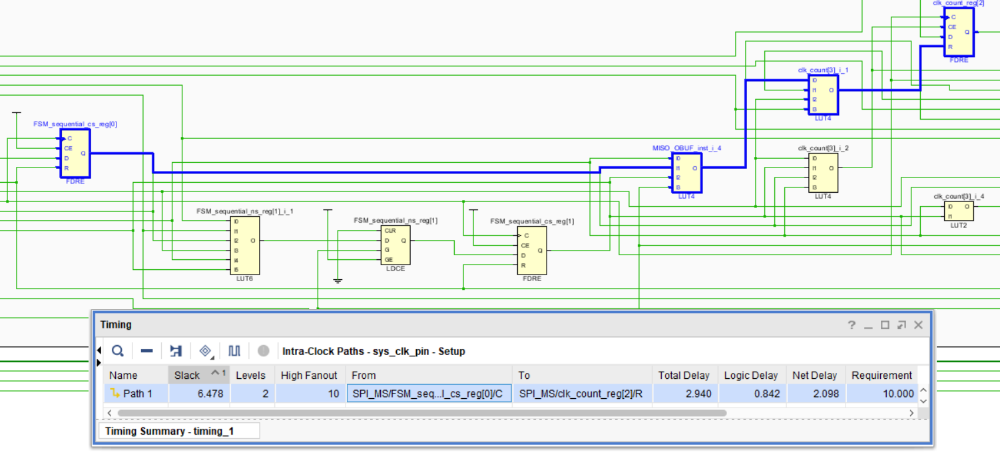 clk_count_reg[2]
C
CE
D
Q
R
FDRE
clk_count[3]_i_1
I0
I1
O
I2
I3
LUT4
FSM_sequential_cs_reg[0]
C
CE
Q
D
R
FDRE
MISO_OBUF_inst_i_4
I0
I1
O
I2
I3
LUT4
clk_count[3]_i_2
I0
I1
O
I2
I3
LUT4
clk_count[3]_i_4
I0
O
I1
LUT2
FSM_sequential_ns_reg[1]_i_1
I0
I1
I2
O
I3
I4
I5
LUT6
FSM_sequential_ns_reg[1]
CLR
D
Q
G
GE
LDCE
FSM_sequential_cs_reg[1]
C
CE
Q
D
R
FDRE
Timing
Intra-Clock Paths - sys_clk_pin - Setup
Name Slack 1 Levels High Fanout From To Total Delay Logic Delay Net Delay Requirement
Path 1 6.478 2 10 SPI_MS/FSM_seq...l_cs_reg[0]/C SPI_MS/clk_count_reg[2]/R 2.940 0.842 2.098 10.000
Timing Summary - timing_1